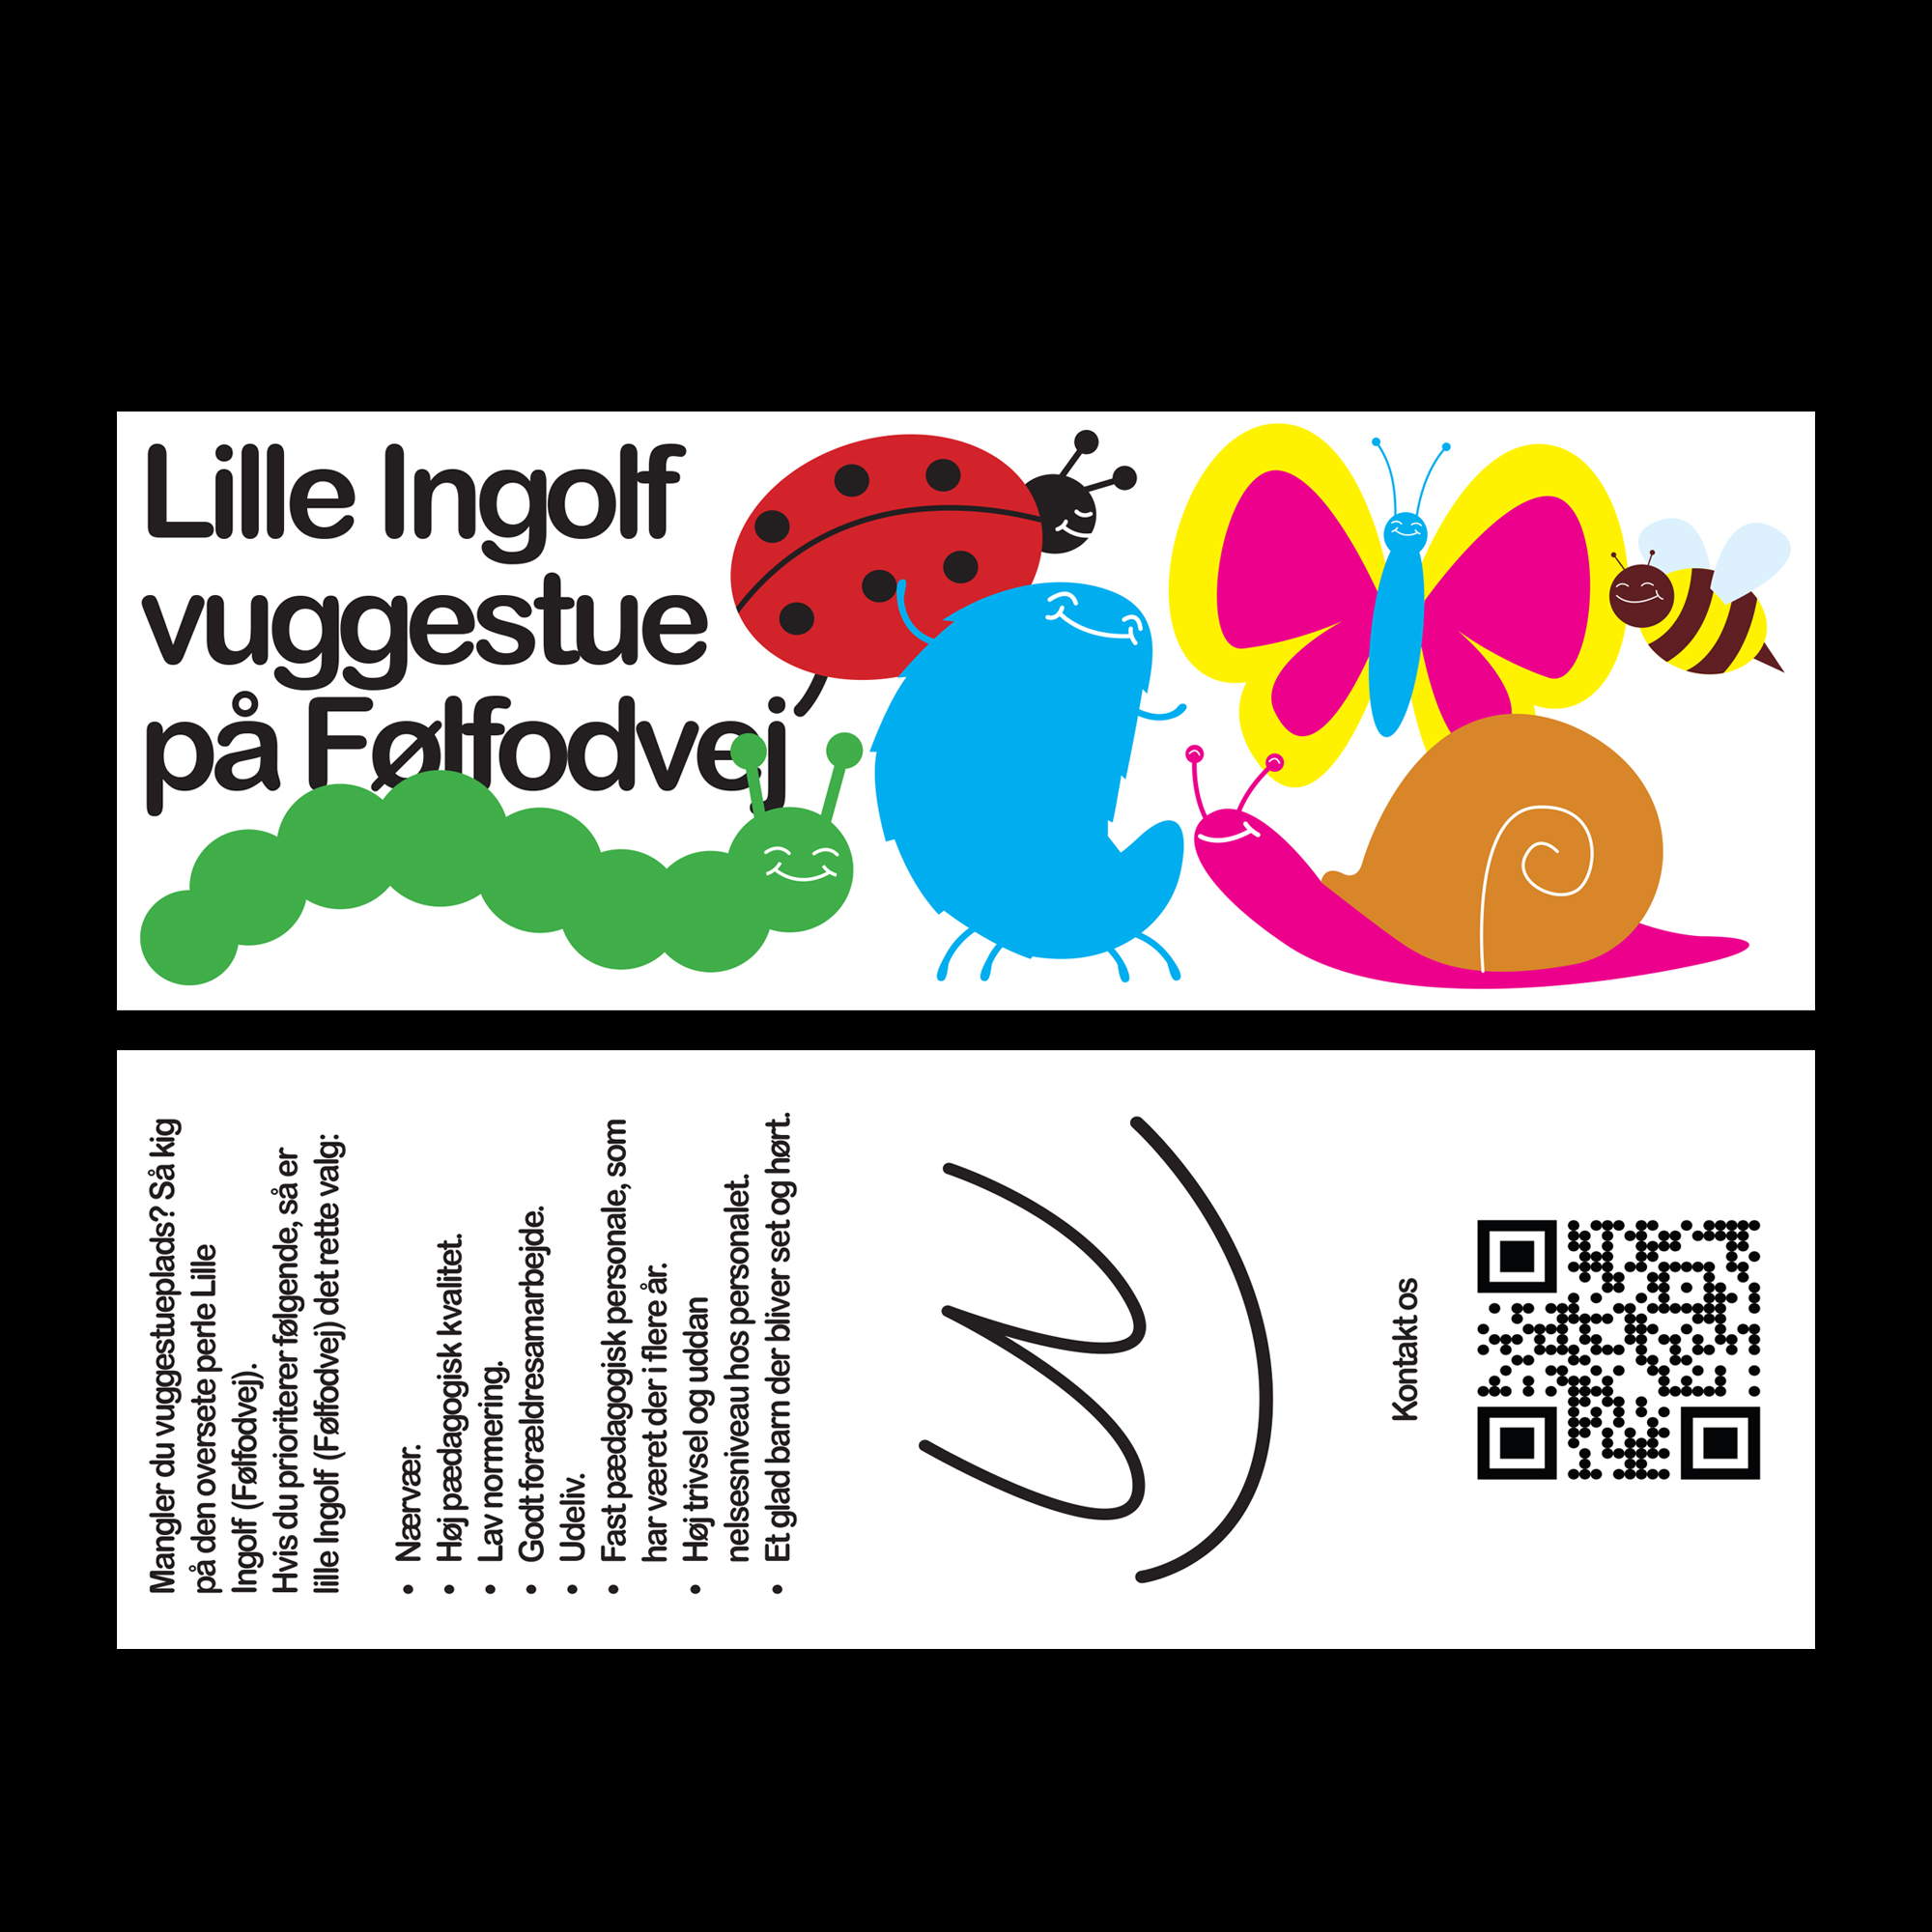 Lille Ingolf
vuggestue
på Følfodvej
Mangler du vuggestueplads? Så kig
på den oversete perle Lille
Ingolf (Følfodvej).
Hvis du prioriterer følgende, så er
lille Ingolf (Følfodvej) det rette valg:
• Nærvær.
• Høj pædagogisk kvalitet.
• Lav normering.
• Godt forældresamarbejde.
• Udeliv.
• Fast pædagogisk personale, som
har været der i flere år.
• Høj trivsel og uddan
nelsesniveau hos personalet.
• Et glad barn der bliver set og hørt.
Kontakt os